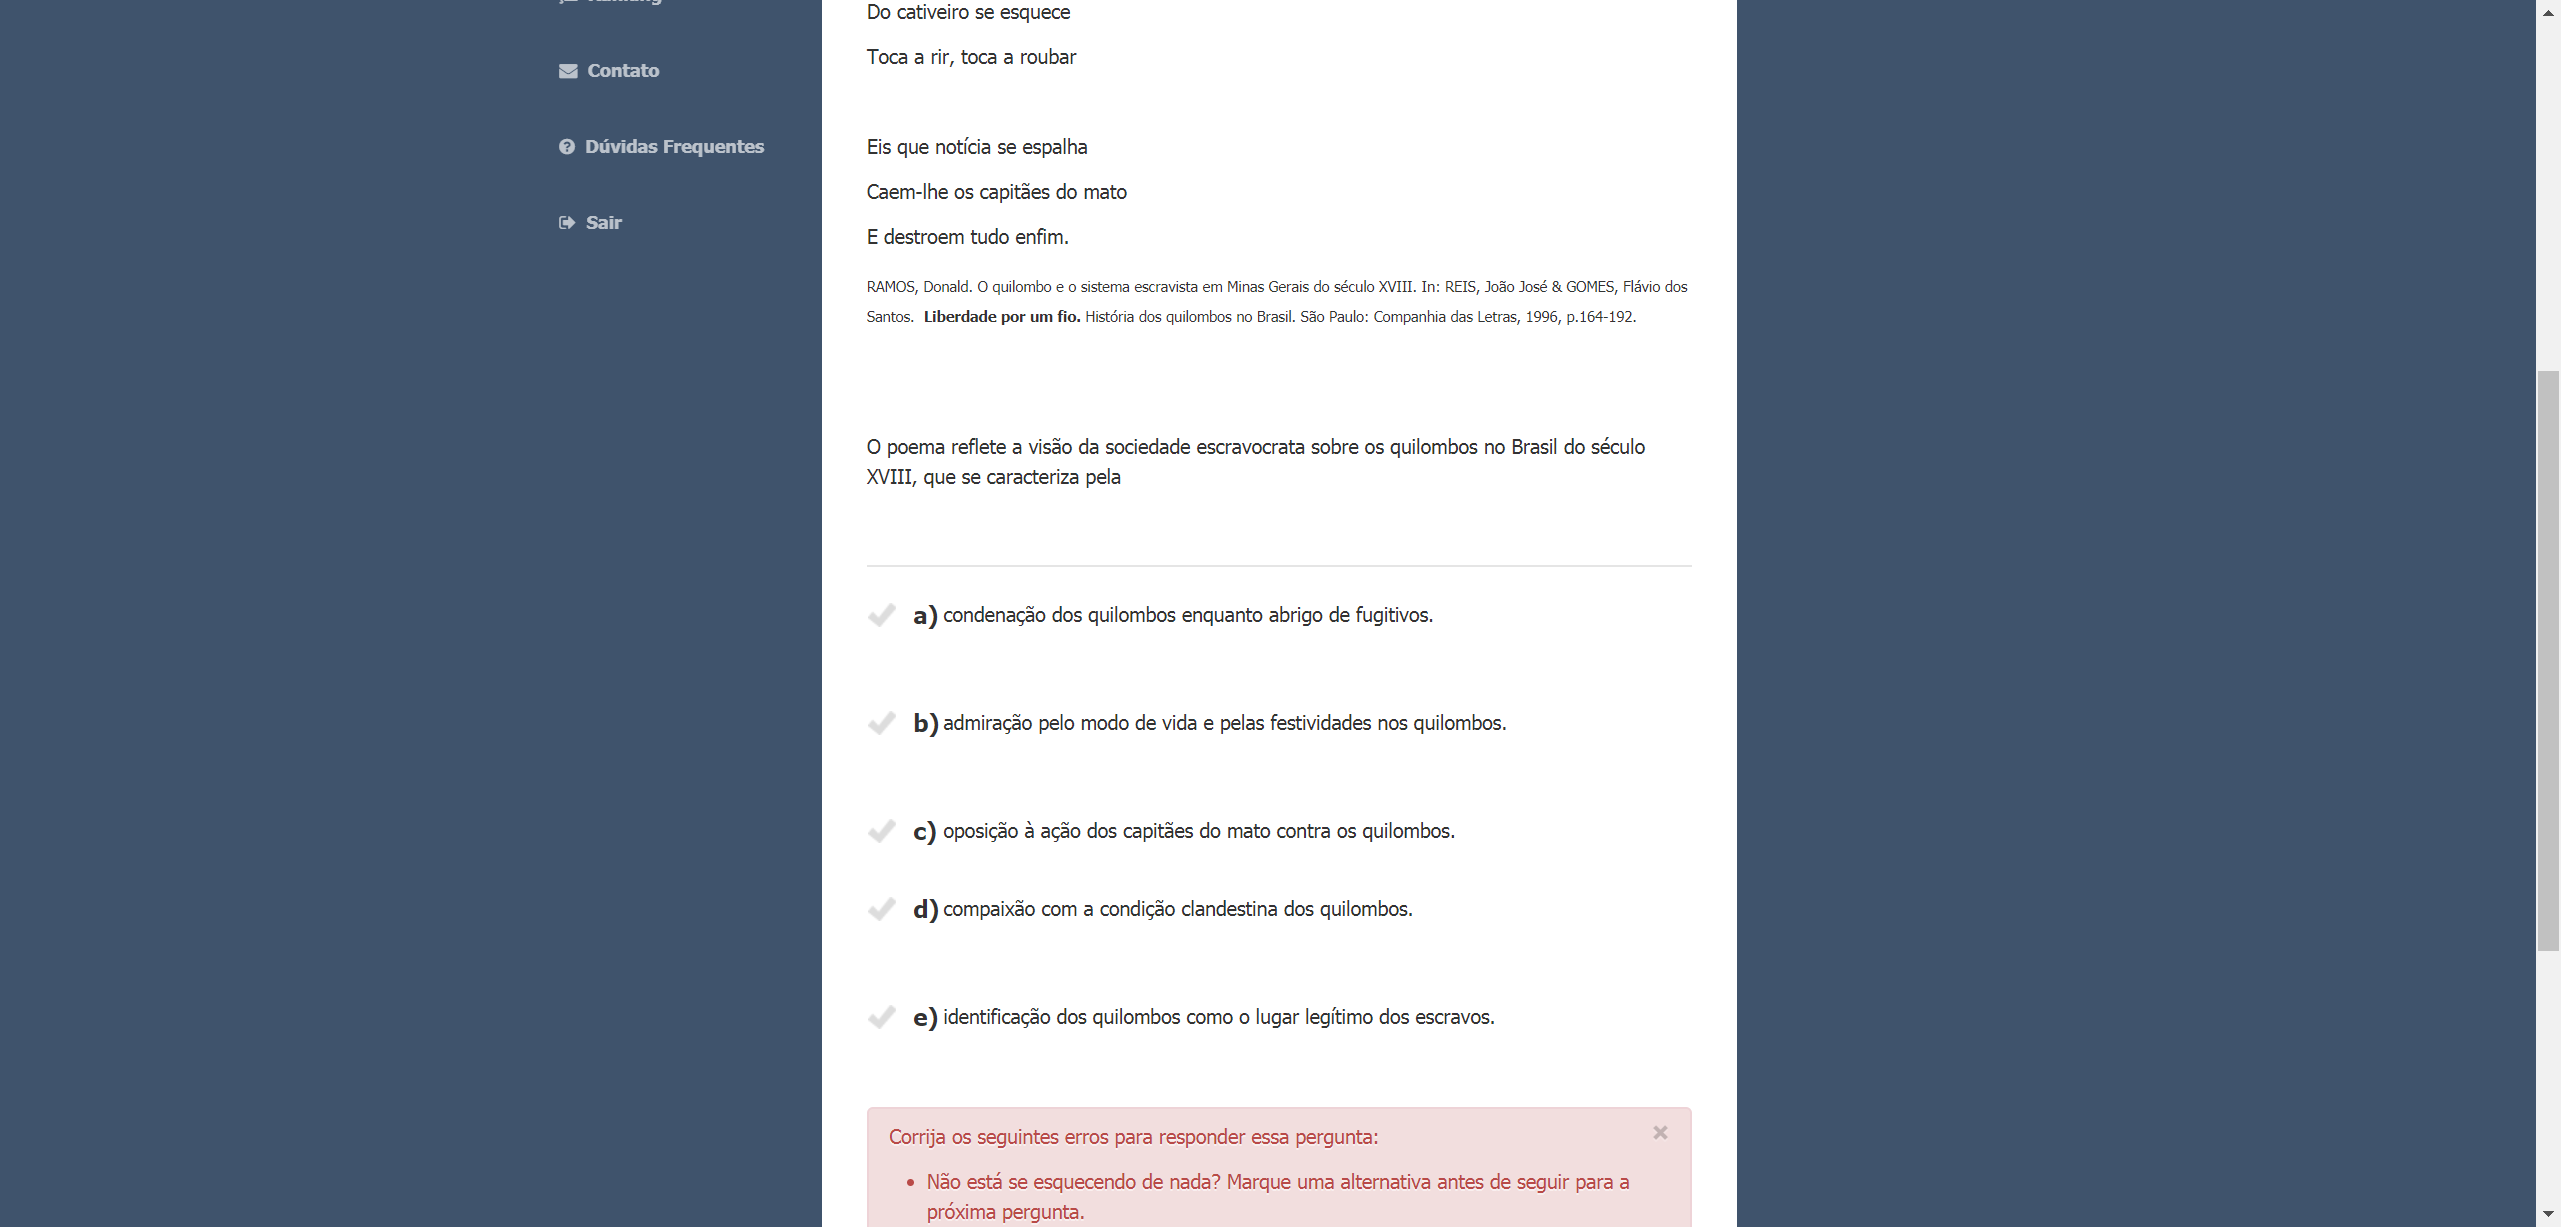 Contato
Dúvidas Frequentes
Sair
Do cativeiro se esquece
Toca a rir, toca a roubar
Eis que notícia se espalha
Caem-lhe os capitães do mato
E destroem tudo enfim.
RAMOS, Donald. O quilombo e o sistema escravista em Minas Gerais do século XVIII. In: REIS, João José & GOMES, Flávio dos
Santos. Liberdade por um fio. História dos quilombos no Brasil. São Paulo: Companhia das Letras, 1996, p.164-192.
O poema reflete a visão da sociedade escravocrata sobre os quilombos no Brasil do século
XVIII, que se caracteriza pela
a) condenação dos quilombos enquanto abrigo de fugitivos.
b) admiração pelo modo de vida e pelas festividades nos quilombos.
c) oposição à ação dos capitães do mato contra os quilombos.
d) compaixão com a condição clandestina dos quilombos.
e) identificação dos quilombos como o lugar legítimo dos escravos.
Corrija os seguintes erros para responder essa pergunta:
• Não está se esquecendo de nada? Marque uma alternativa antes de seguir para a
próxima pergunta.